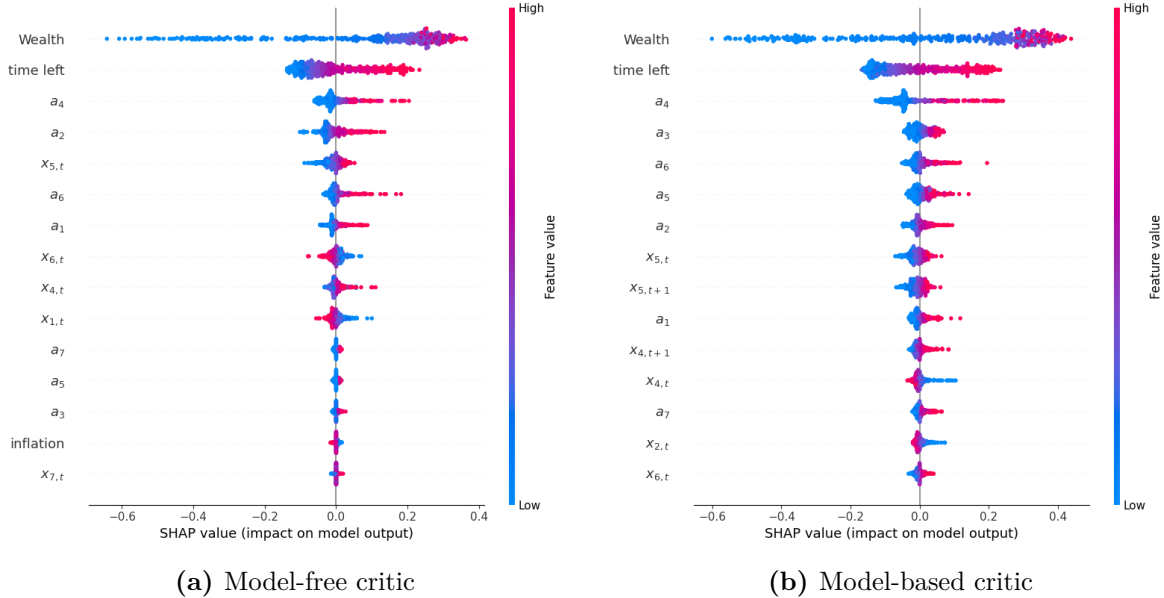 High
Wealth
time left
a4
a2
x5,t
a6
a1
x6,t
x4,t
x1,t
a7
a5
a3
inflation
x7,t
Low
Feature value
−0.6 −0.4 −0.2 0.0 0.2 0.4
SHAP value (impact on model output)
(a) Model-free critic
High
Wealth
time left
a4
a3
a6
a5
a2
x5,t
x5,t+1
a1
x4,t+1
x4,t
a7
x2,t
x6,t
Low
Feature value
−0.6 −0.4 −0.2 0.0 0.2 0.4
SHAP value (impact on model output)
(b) Model-based critic